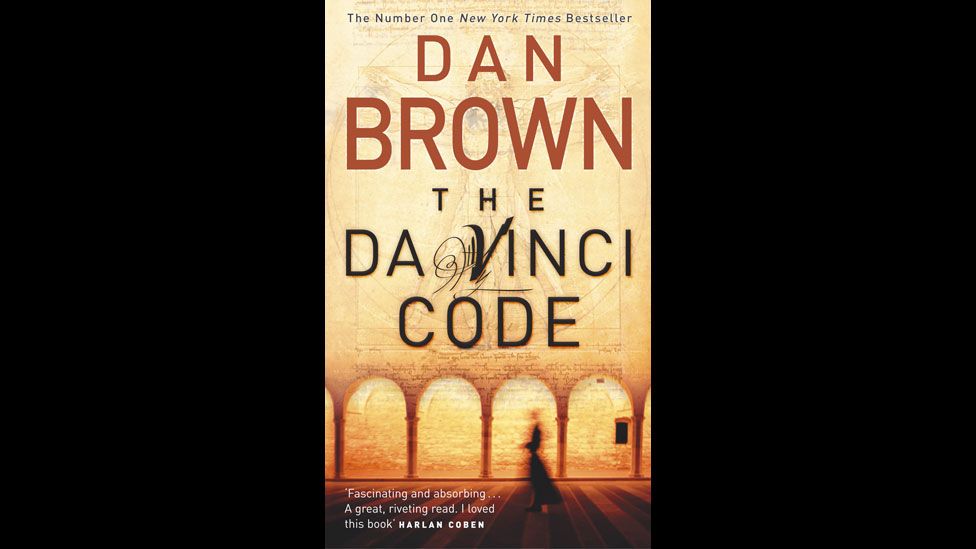 The Number One New York Times Bestseller
DAN
BROWN
THE
DA VINCI
CODE
‘Fascinating and absorbing...
A great, riveting read. I loved
this book’ HARLAN COBEN